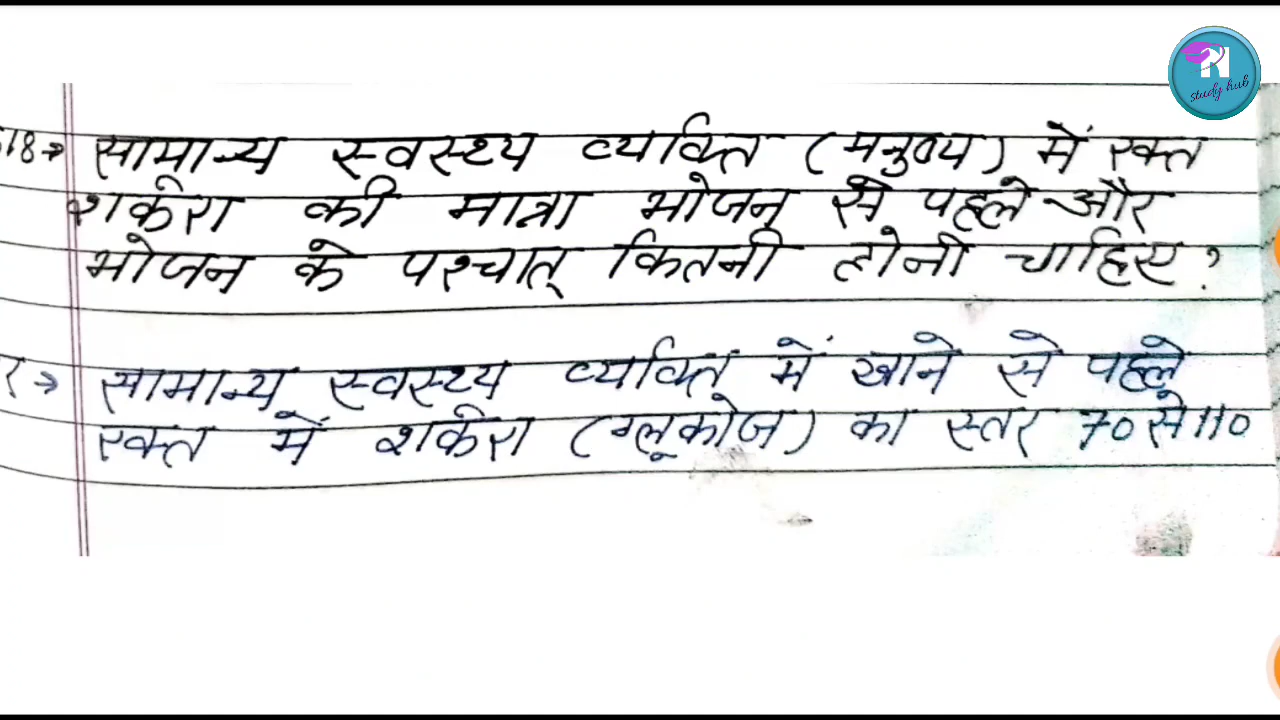 N
study hub
18→ सामान्य स्वस्थ्य व्यक्ति (मनुष्य) में रक्त
शर्करा की मात्रा भोजन से पहले और
भोजन के पश्चात् कितनी होनी चाहिए?
→ सामान्य स्वस्थ्य व्यक्ति में खाने से पहले
रक्त में शर्करा (ग्लूकोज) का स्तर 70 से 110